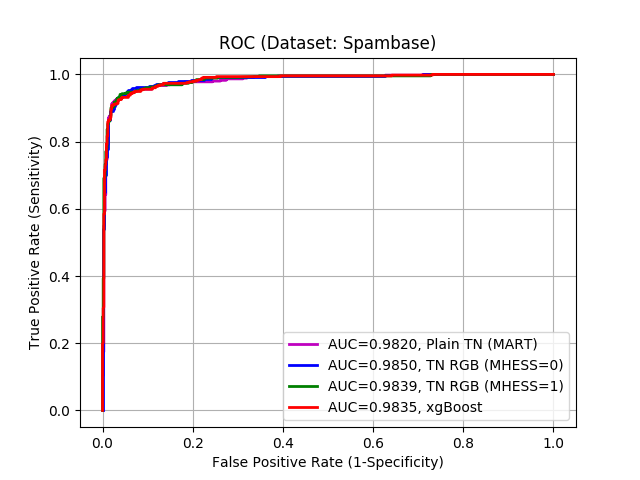 ROC (Dataset: Spambase)
True Positive Rate (Sensitivity)
1.0
0.8
0.6
0.4
0.2
0.0
AUC=0.9820, Plain TN (MART)
AUC=0.9850, TN RGB (MHESS=0)
AUC=0.9839, TN RGB (MHESS=1)
AUC=0.9835, xgBoost
0.0 0.2 0.4 0.6 0.8 1.0
False Positive Rate (1-Specificity)